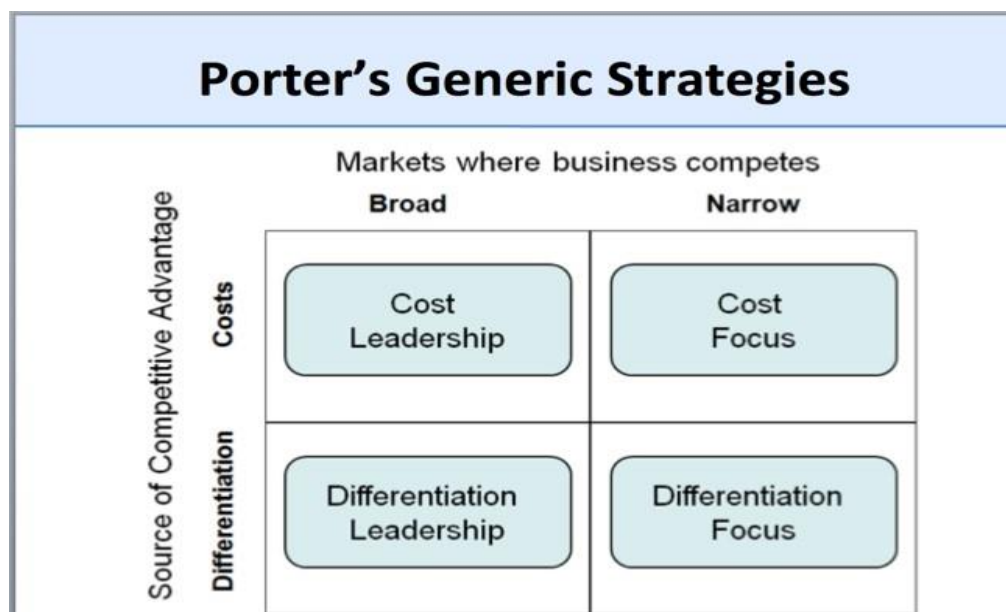 Porter’s Generic Strategies
Markets where business competes
Broad
Narrow
Source of Competitive Advantage
Costs
Cost
Leadership
Cost
Focus
Differentiation
Differentiation
Leadership
Differentiation
Focus